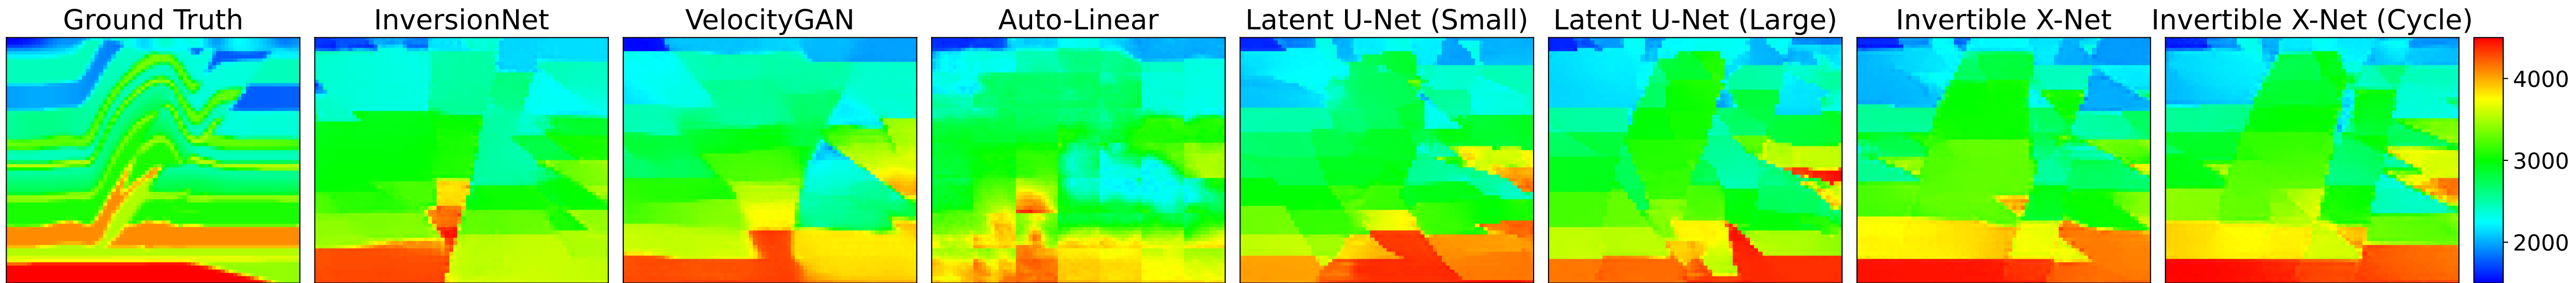 Ground Truth
InversionNet
VelocityGAN
Auto-Linear
Latent U-Net (Small)
Latent U-Net (Large)
Invertible X-Net
Invertible X-Net (Cycle)
4000
3000
2000